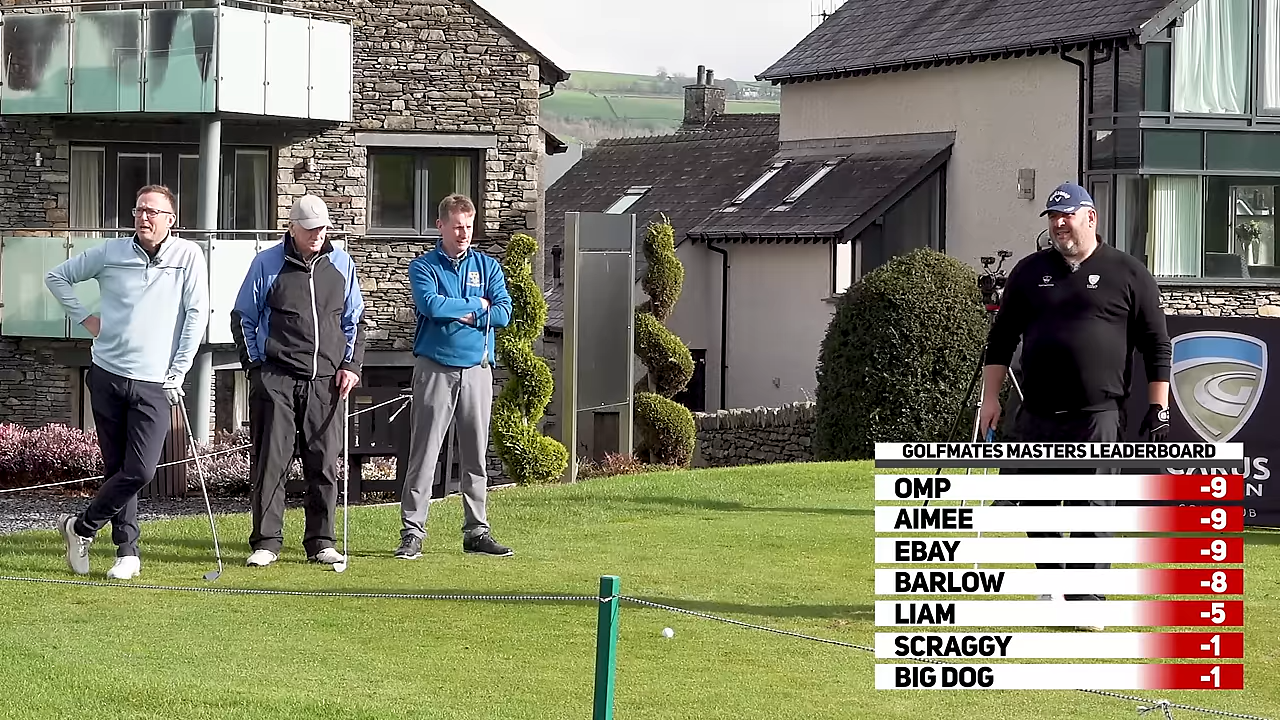 GOLFMATES MASTERS LEADERBOARD
OMP -9
AIMEE -9
EBAY -9
BARLOW -8
LIAM -5
SCRAGGY -1
BIG DOG -1